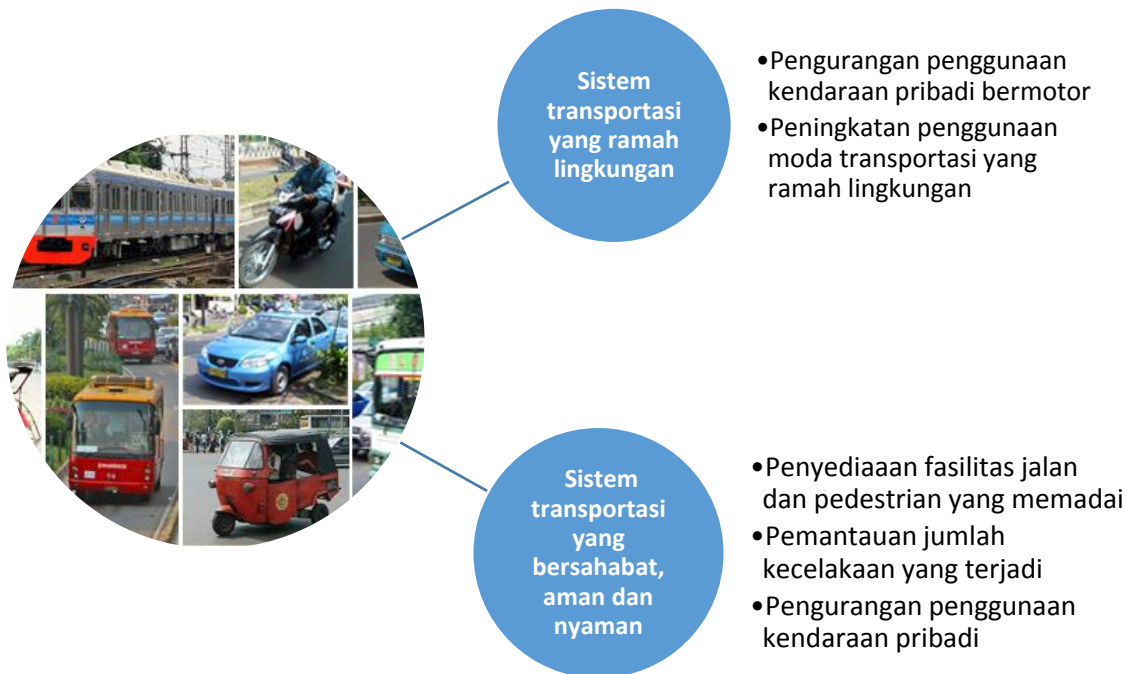 Sistem
transportasi
yang ramah
lingkungan
•Pengurangan penggunaan
kendaraan pribadi bermotor
•Peningkatan penggunaan
moda transportasi yang
ramah lingkungan
Sistem
transportasi
yang
bersahabat,
aman dan
nyaman
•Penyediaaan fasilitas jalan
dan pedestrian yang memadai
•Pemantauan jumlah
kecelakaan yang terjadi
•Pengurangan penggunaan
kendaraan pribadi